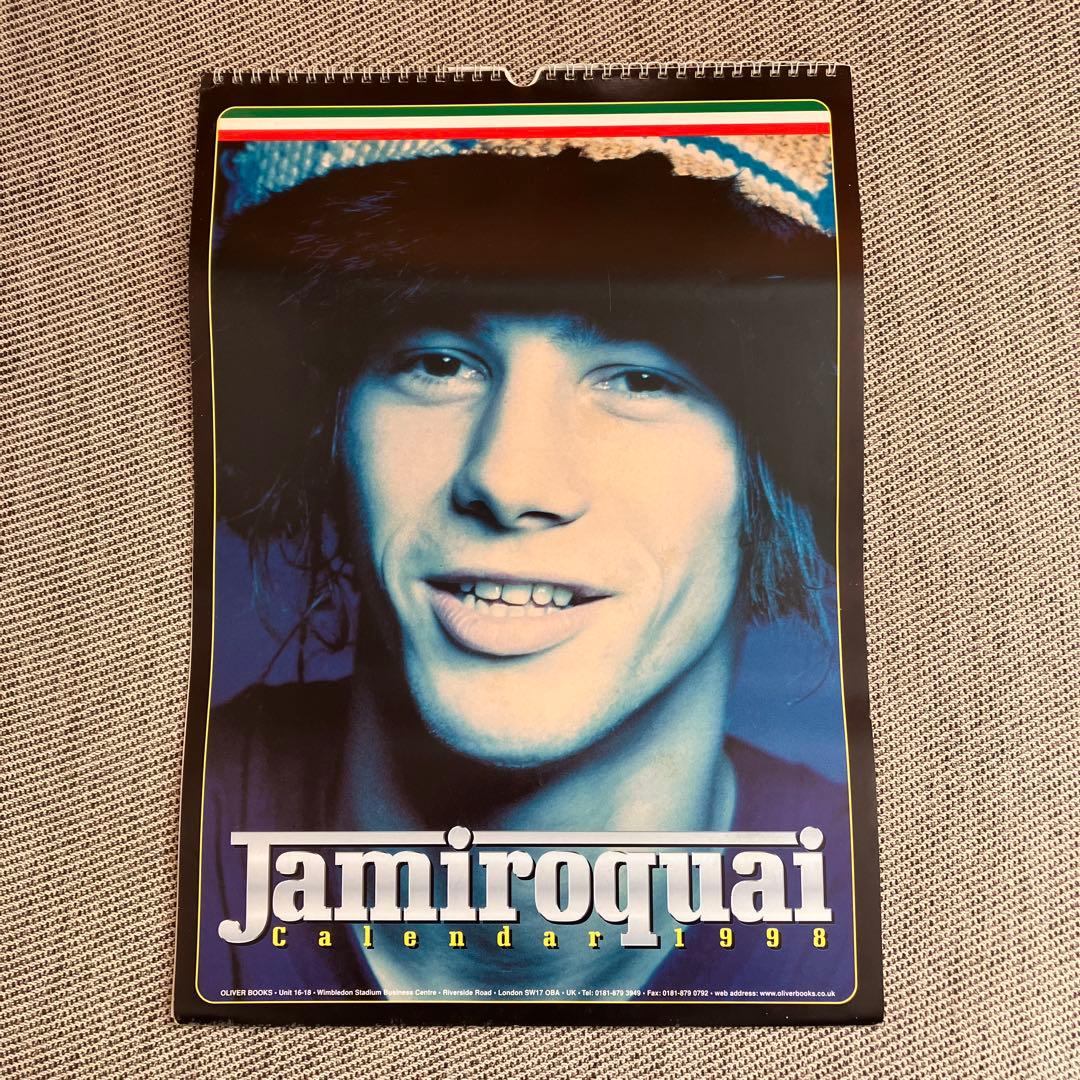 Jamiroquai
Calendar 1998
OLIVER BOOKS • Unit 16-18 • Wimbledon Stadium Business Centre • Riverside Road • London SW17 OBA • UK • Tel: 0181-879 3949 • Fax: 0181-879 0792 • web address: www.oliverbooks.co.uk